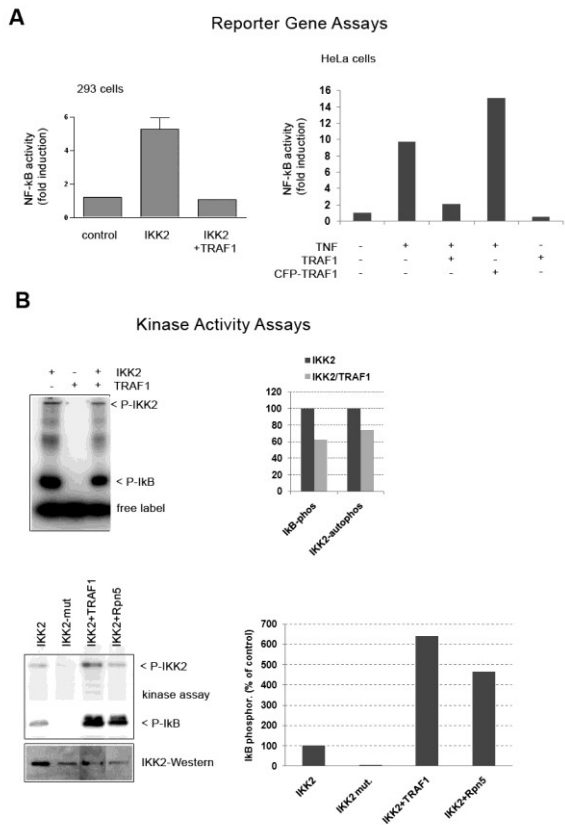 A
Reporter Gene Assays
293 cells
NF-kB activity
(fold induction)
6
4
2
0
control
IKK2
IKK2
+TRAF1
HeLa cells
NF-kB activity
(fold induction)
16
14
12
10
8
6
4
2
0
TNF - + + + -
TRAF1 - - + - +
CFP-TRAF1 - - - + -
B
Kinase Activity Assays
+ - + IKK2
- + + TRAF1
< P-IKK2
< P-IkB
free label
IKK2
IKK2/TRAF1
120
100
80
60
40
20
0
IkB-phos
IKK2-autophos
IKK2
IKK2-mut
IKK2+TRAF1
IKK2+Rpn5
< P-IKK2
kinase assay
< P-IkB
IKK2-Western
IkB phosphor. (% of control)
700
600
500
400
300
200
100
0
IKK2
IKK2 mut.
IKK2+TRAF1
IKK2+Rpn5